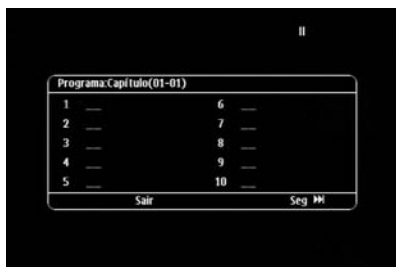 Programa:Capítulo(01-01)
1 __ 6 __
2 __ 7 __
3 __ 8 __
4 __ 9 __
5 __ 10 __
Sair Seg ⏭